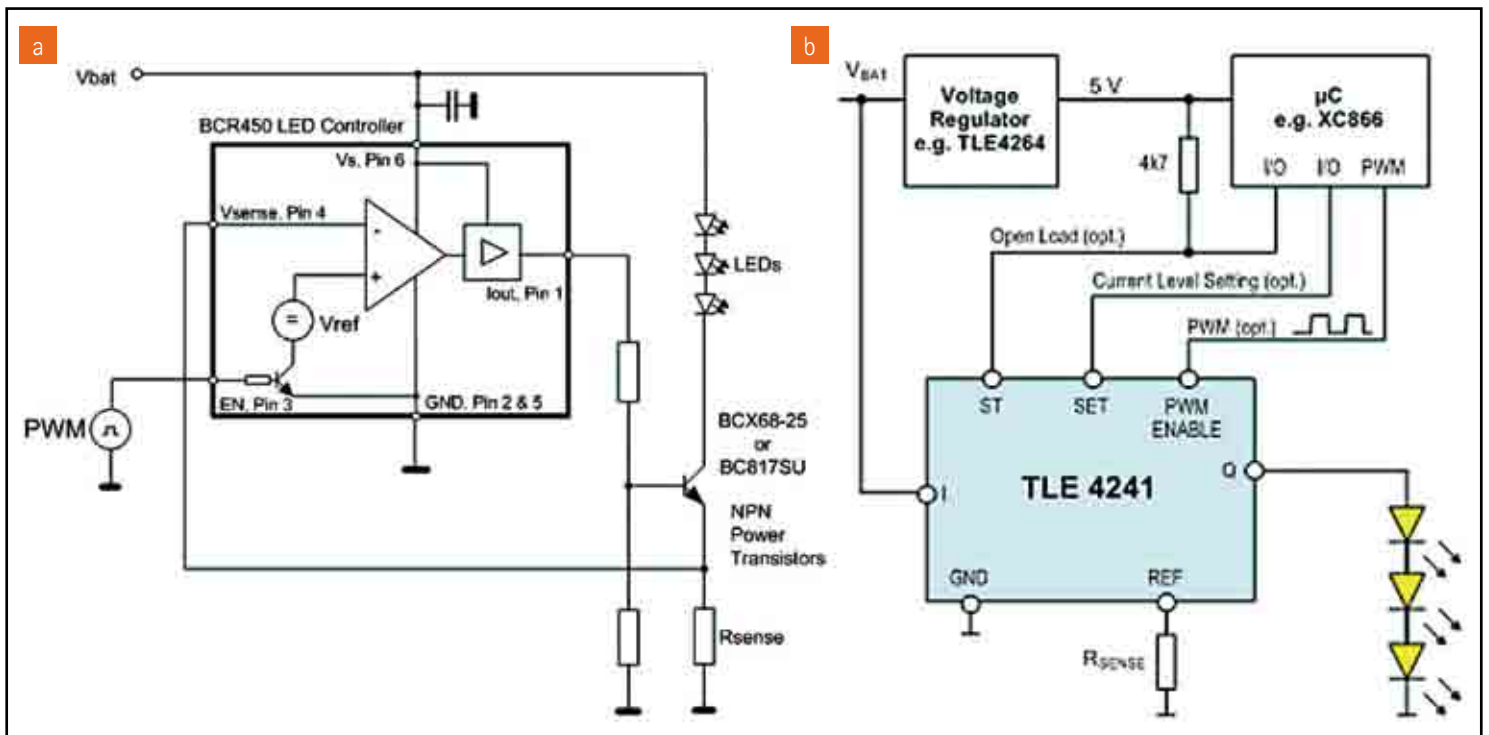 a
Vbat
BCR450 LED Controller
Vs, Pin 6
Vsense, Pin 4
-
+
=
Vref
Iout, Pin 1
EN, Pin 3
GND, Pin 2 & 5
PWM
LEDs
BCX68-25
or
BC817SU
NPN
Power
Transistors
Rsense
b
VBAT
Voltage
Regulator
e.g. TLE4264
5 V
µC
e.g. XC866
I/O I/O PWM
4k7
Open Load (opt.)
Current Level Setting (opt.)
PWM (opt.)
ST SET PWM
ENABLE
I
TLE 4241
Q
GND REF
RSENSE